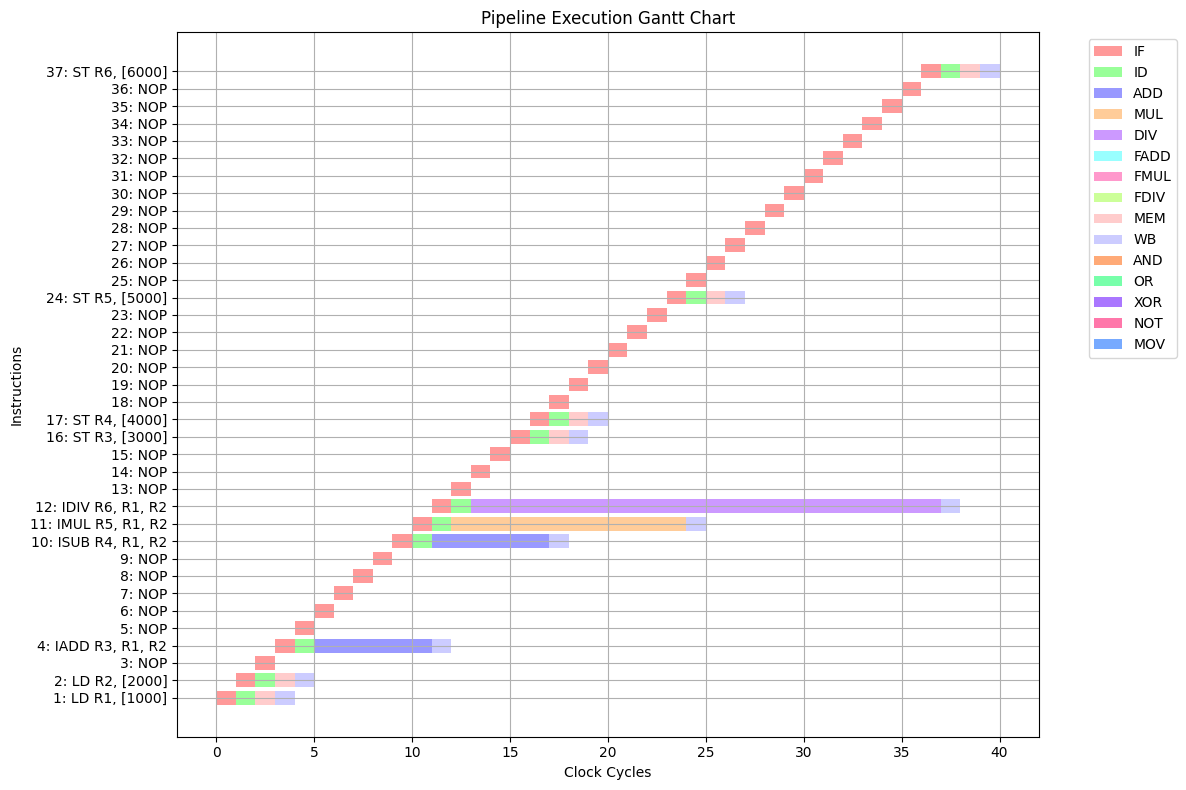 Pipeline Execution Gantt Chart
37: ST R6, [6000]
36: NOP
35: NOP
34: NOP
33: NOP
32: NOP
31: NOP
30: NOP
29: NOP
28: NOP
27: NOP
26: NOP
25: NOP
24: ST R5, [5000]
23: NOP
22: NOP
21: NOP
20: NOP
19: NOP
18: NOP
17: ST R4, [4000]
16: ST R3, [3000]
15: NOP
14: NOP
13: NOP
12: IDIV R6, R1, R2
11: IMUL R5, R1, R2
10: ISUB R4, R1, R2
9: NOP
8: NOP
7: NOP
6: NOP
5: NOP
4: IADD R3, R1, R2
3: NOP
2: LD R2, [2000]
1: LD R1, [1000]
Instructions
0 5 10 15 20 25 30 35 40
Clock Cycles
IF
ID
ADD
MUL
DIV
FADD
FMUL
FDIV
MEM
WB
AND
OR
XOR
NOT
MOV